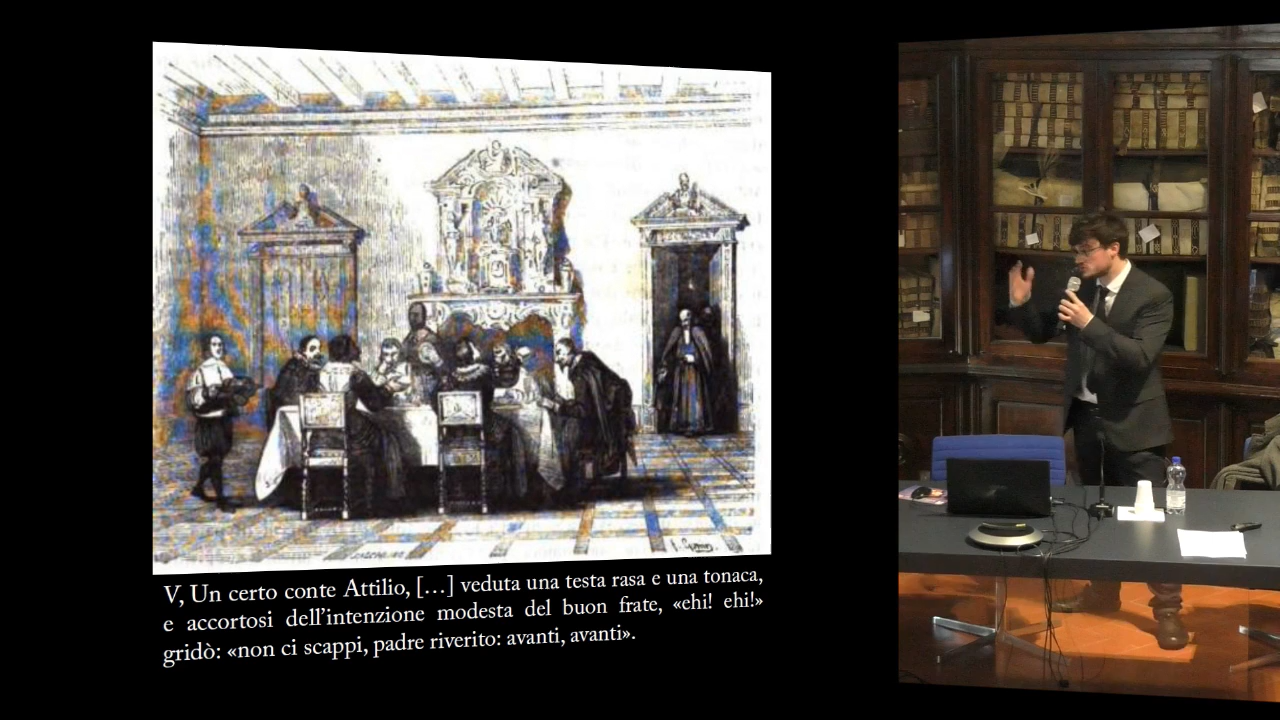 V, Un certo conte Attilio, […] veduta una testa rasa e una tonaca,
e accortosi dell’intenzione modesta del buon frate, «ehi! ehi!»
gridò: «non ci scappi, padre riverito: avanti, avanti».